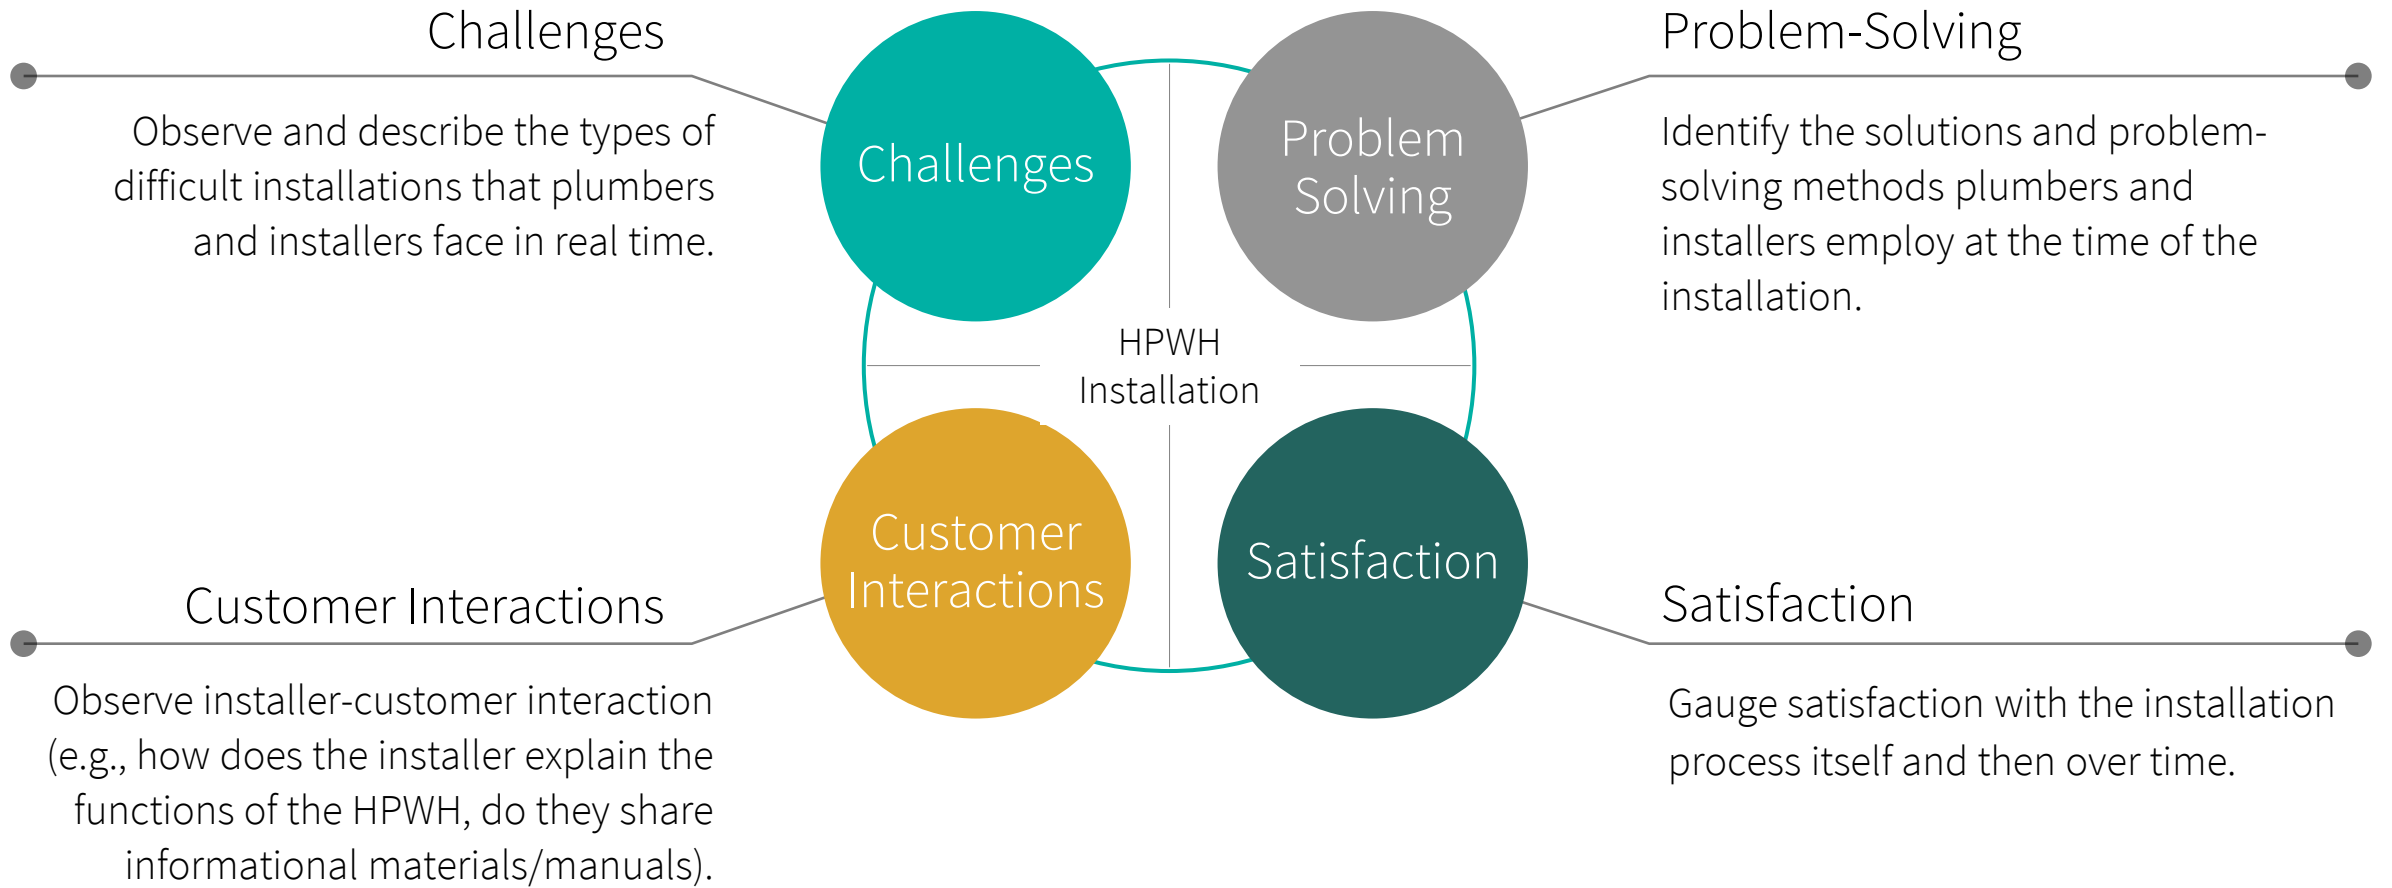 Challenges
Observe and describe the types of
difficult installations that plumbers
and installers face in real time.
Challenges
Problem
Solving
Problem-Solving
Identify the solutions and problem-
solving methods plumbers and
installers employ at the time of the
installation.
HPWH
Installation
Customer Interactions
Observe installer-customer interaction
(e.g., how does the installer explain the
functions of the HPWH, do they share
informational materials/manuals).
Customer
Interactions
Satisfaction
Satisfaction
Gauge satisfaction with the installation
process itself and then over time.